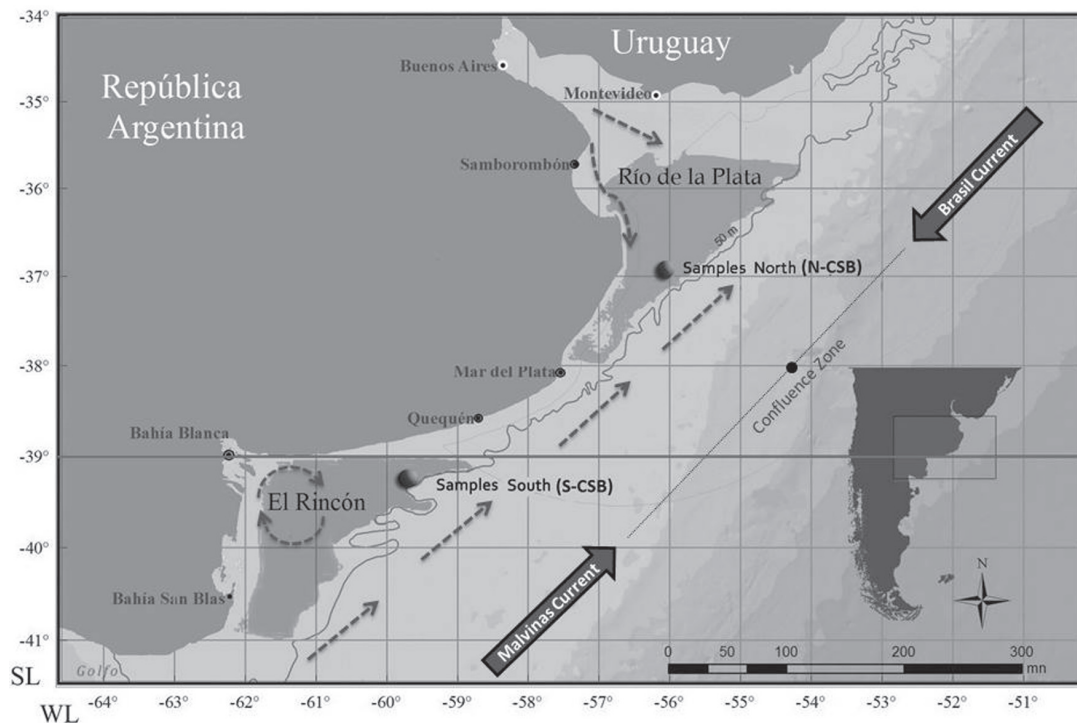 -34°
Uruguay
Buenos Aires
República
Argentina
Montevideo
-35°
Brasil Current
Samborombón
Río de la Plata
-36°
50 m
Samples North (N-CSB)
-37°
-38°
Mar del Plata
Confluence Zone
Quequén
Bahía Blanca
-39°
Samples South (S-CSB)
El Rincón
-40°
Malvinas Current
Bahía San Blas
N
-41°
Golfo
0 50 100 200 300
mn
SL
-64° -63° -62° -61° -60° -59° -58° -57° -56° -55° -54° -53° -52° -51°
WL